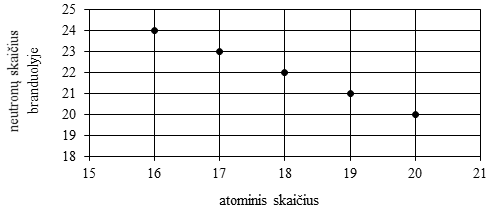 neutronų skaičius
branduolyje
25
24
23
22
21
20
19
18
15 16 17 18 19 20 21
atominis skaičius